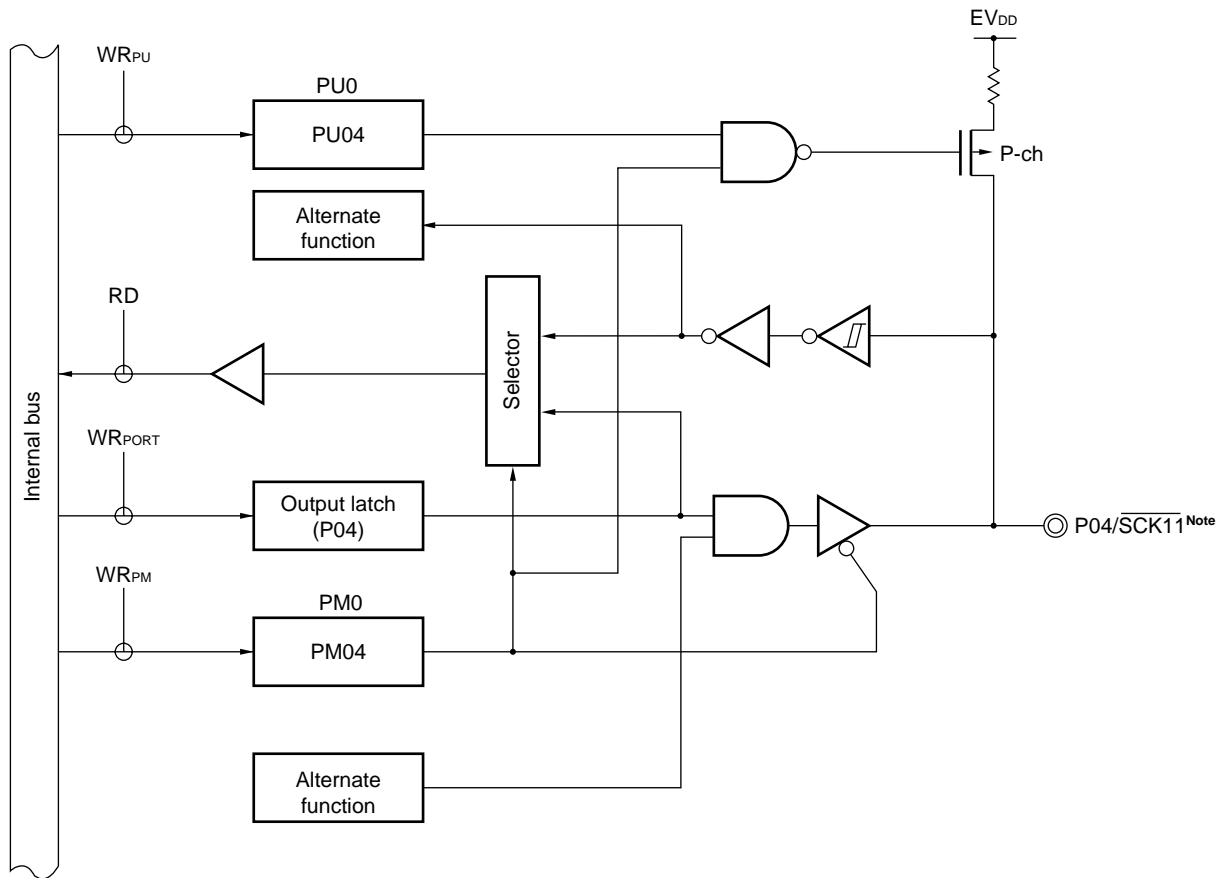 EVDD
WRPU
PU0
PU04
P-ch
Alternate
function
RD
Selector
Internal bus
WRPORT
Output latch
(P04)
P04/SCK11Note
WRPM
PM0
PM04
Alternate
function